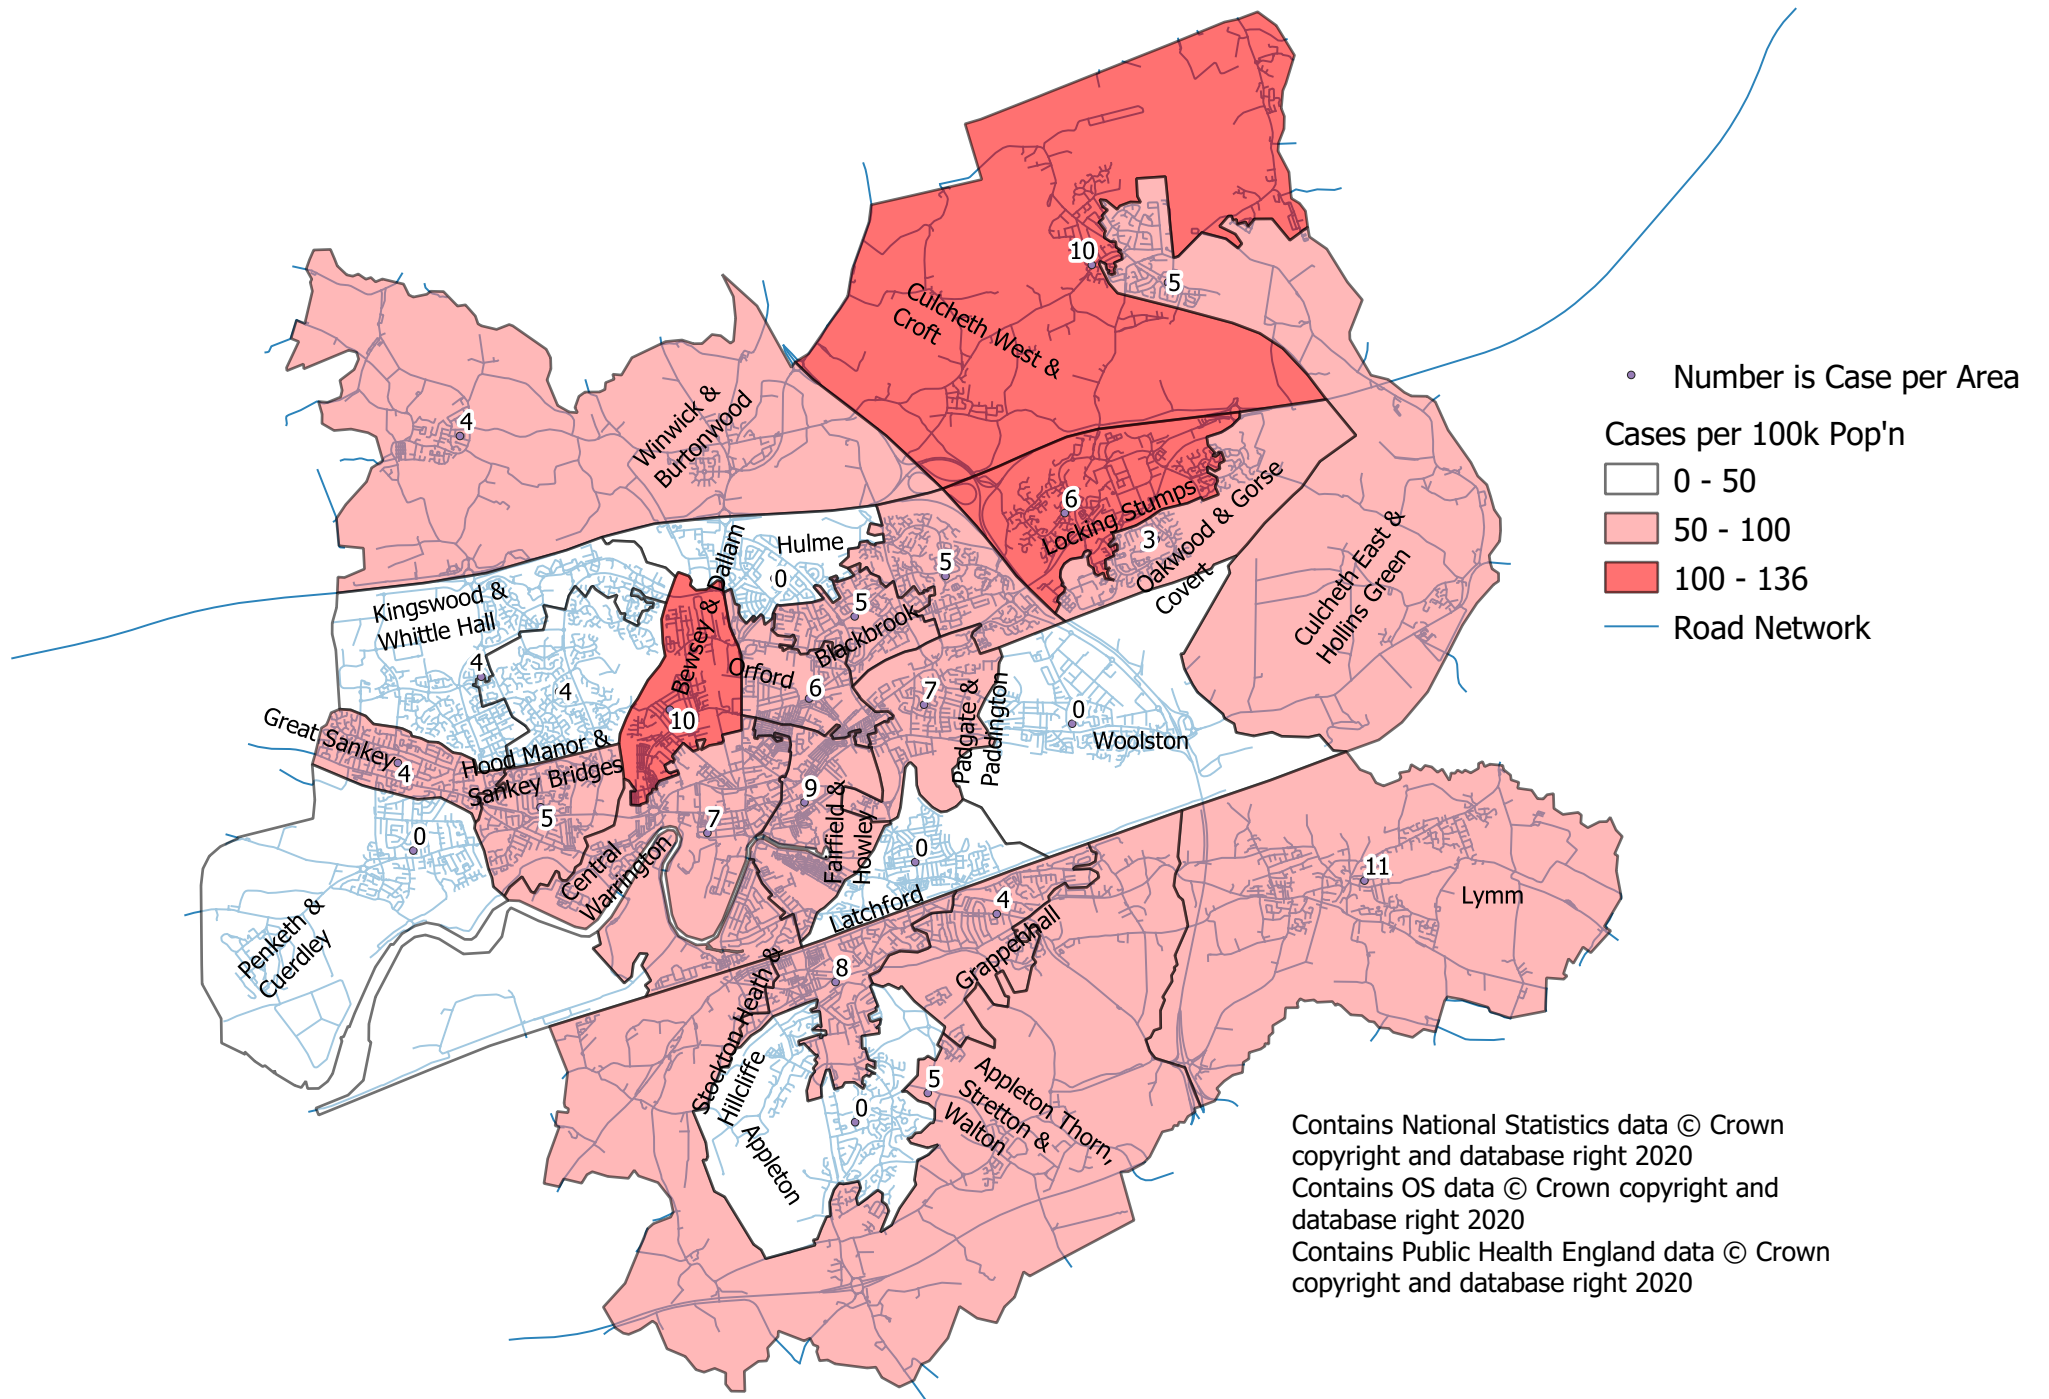 10
5
Culcheth West &
Croft
4
Winwick &
Burtonwood
6
Locking Stumps
3
Oakwood & Gorse
Covert
Culcheth East &
Hollins Green
Hulme
0
5
5
Blackbrook
Kingswood &
Whittle Hall
4
4
Bewsey & Dallam
10
Orford
6
7
Padgate &
Paddington
0
Woolston
Great Sankey
4
Hood Manor &
Sankey Bridges
5
0
Penketh &
Cuerdley
7
Central
Warrington
9
Fairfield &
Howley
0
Latchford
4
Grappenhall
11
Lymm
8
Stockton Heath &
Hillcliffe
0
Appleton
5
Appleton Thorn,
Stretton &
Walton
Number is Case per Area
Cases per 100k Pop'n
0 - 50
50 - 100
100 - 136
Road Network
Contains National Statistics data © Crown
copyright and database right 2020
Contains OS data © Crown copyright and
database right 2020
Contains Public Health England data © Crown
copyright and database right 2020